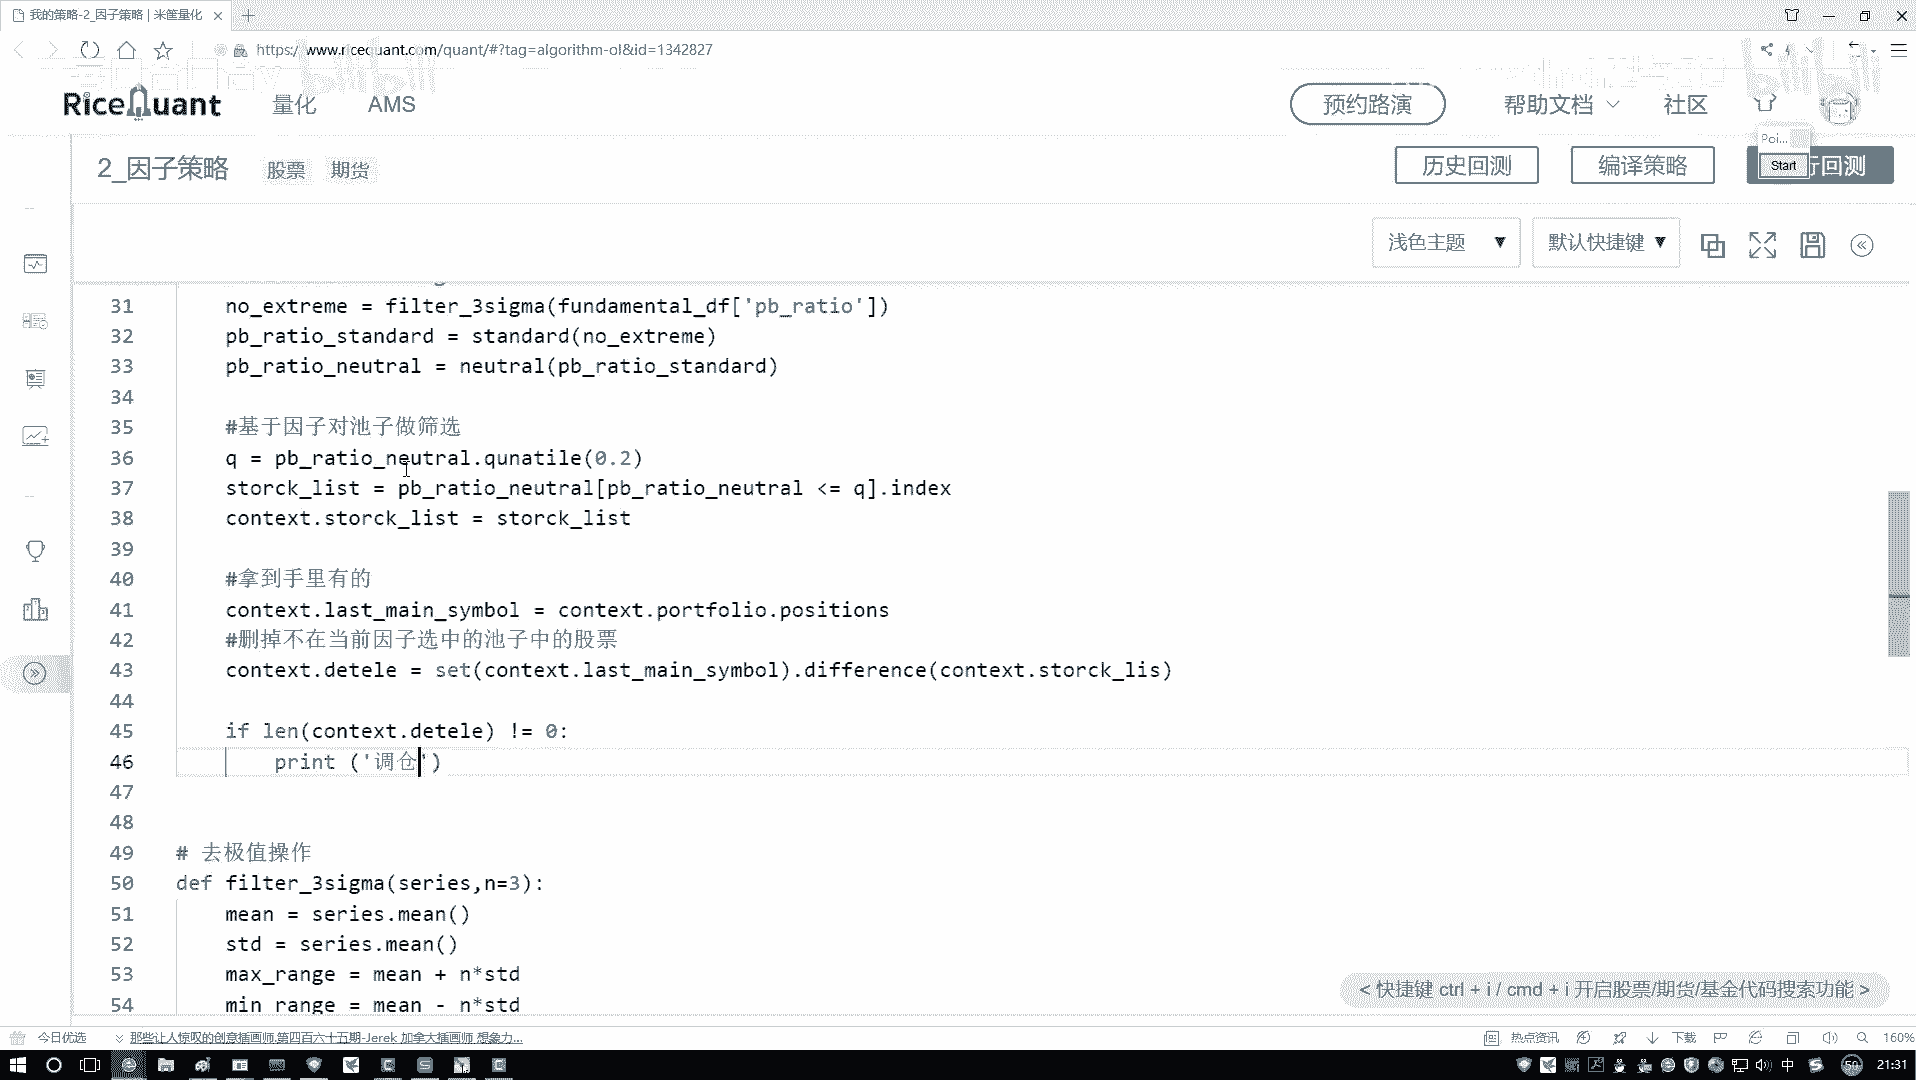 我的策略-2_因子策略 | 米筐量化
https://www.ricequant.com/quant/#?tag=algorithm-ol&id=1342827
RiceQuant 量化 AMS 预约路演 帮助文档 社区
Poi...
Start
2_因子策略 股票 期货 历史回测 编译策略 行回测
浅色主题 默认快捷键
31 no_extreme = filter_3sigma(fundamental_df['pb_ratio'])
32 pb_ratio_standard = standard(no_extreme)
33 pb_ratio_neutral = neutral(pb_ratio_standard)
34
35 #基于因子对池子做筛选
36 q = pb_ratio_neutral.qunatile(0.2)
37 storck_list = pb_ratio_neutral[pb_ratio_neutral <= q].index
38 context.storck_list = storck_list
39
40 #拿到手里有的
41 context.last_main_symbol = context.portfolio.positions
42 #删掉不在当前因子选中的池子中的股票
43 context.detele = set(context.last_main_symbol).difference(context.storck_lis)
44
45 if len(context.detele) != 0:
46 print ('调仓')
47
48
49 # 去极值操作
50 def filter_3sigma(series,n=3):
51 mean = series.mean()
52 std = series.mean()
53 max_range = mean + n*std
54 min_range = mean - n*std
< 快捷键 ctrl + i / cmd + i 开启股票/期货/基金代码搜索功能 >
今日优选 那些让人惊叹的创意插画师.第四百六十五期-Jerek 加拿大插画师 想象力... 热点资讯 下载 160%
中 50 21:31